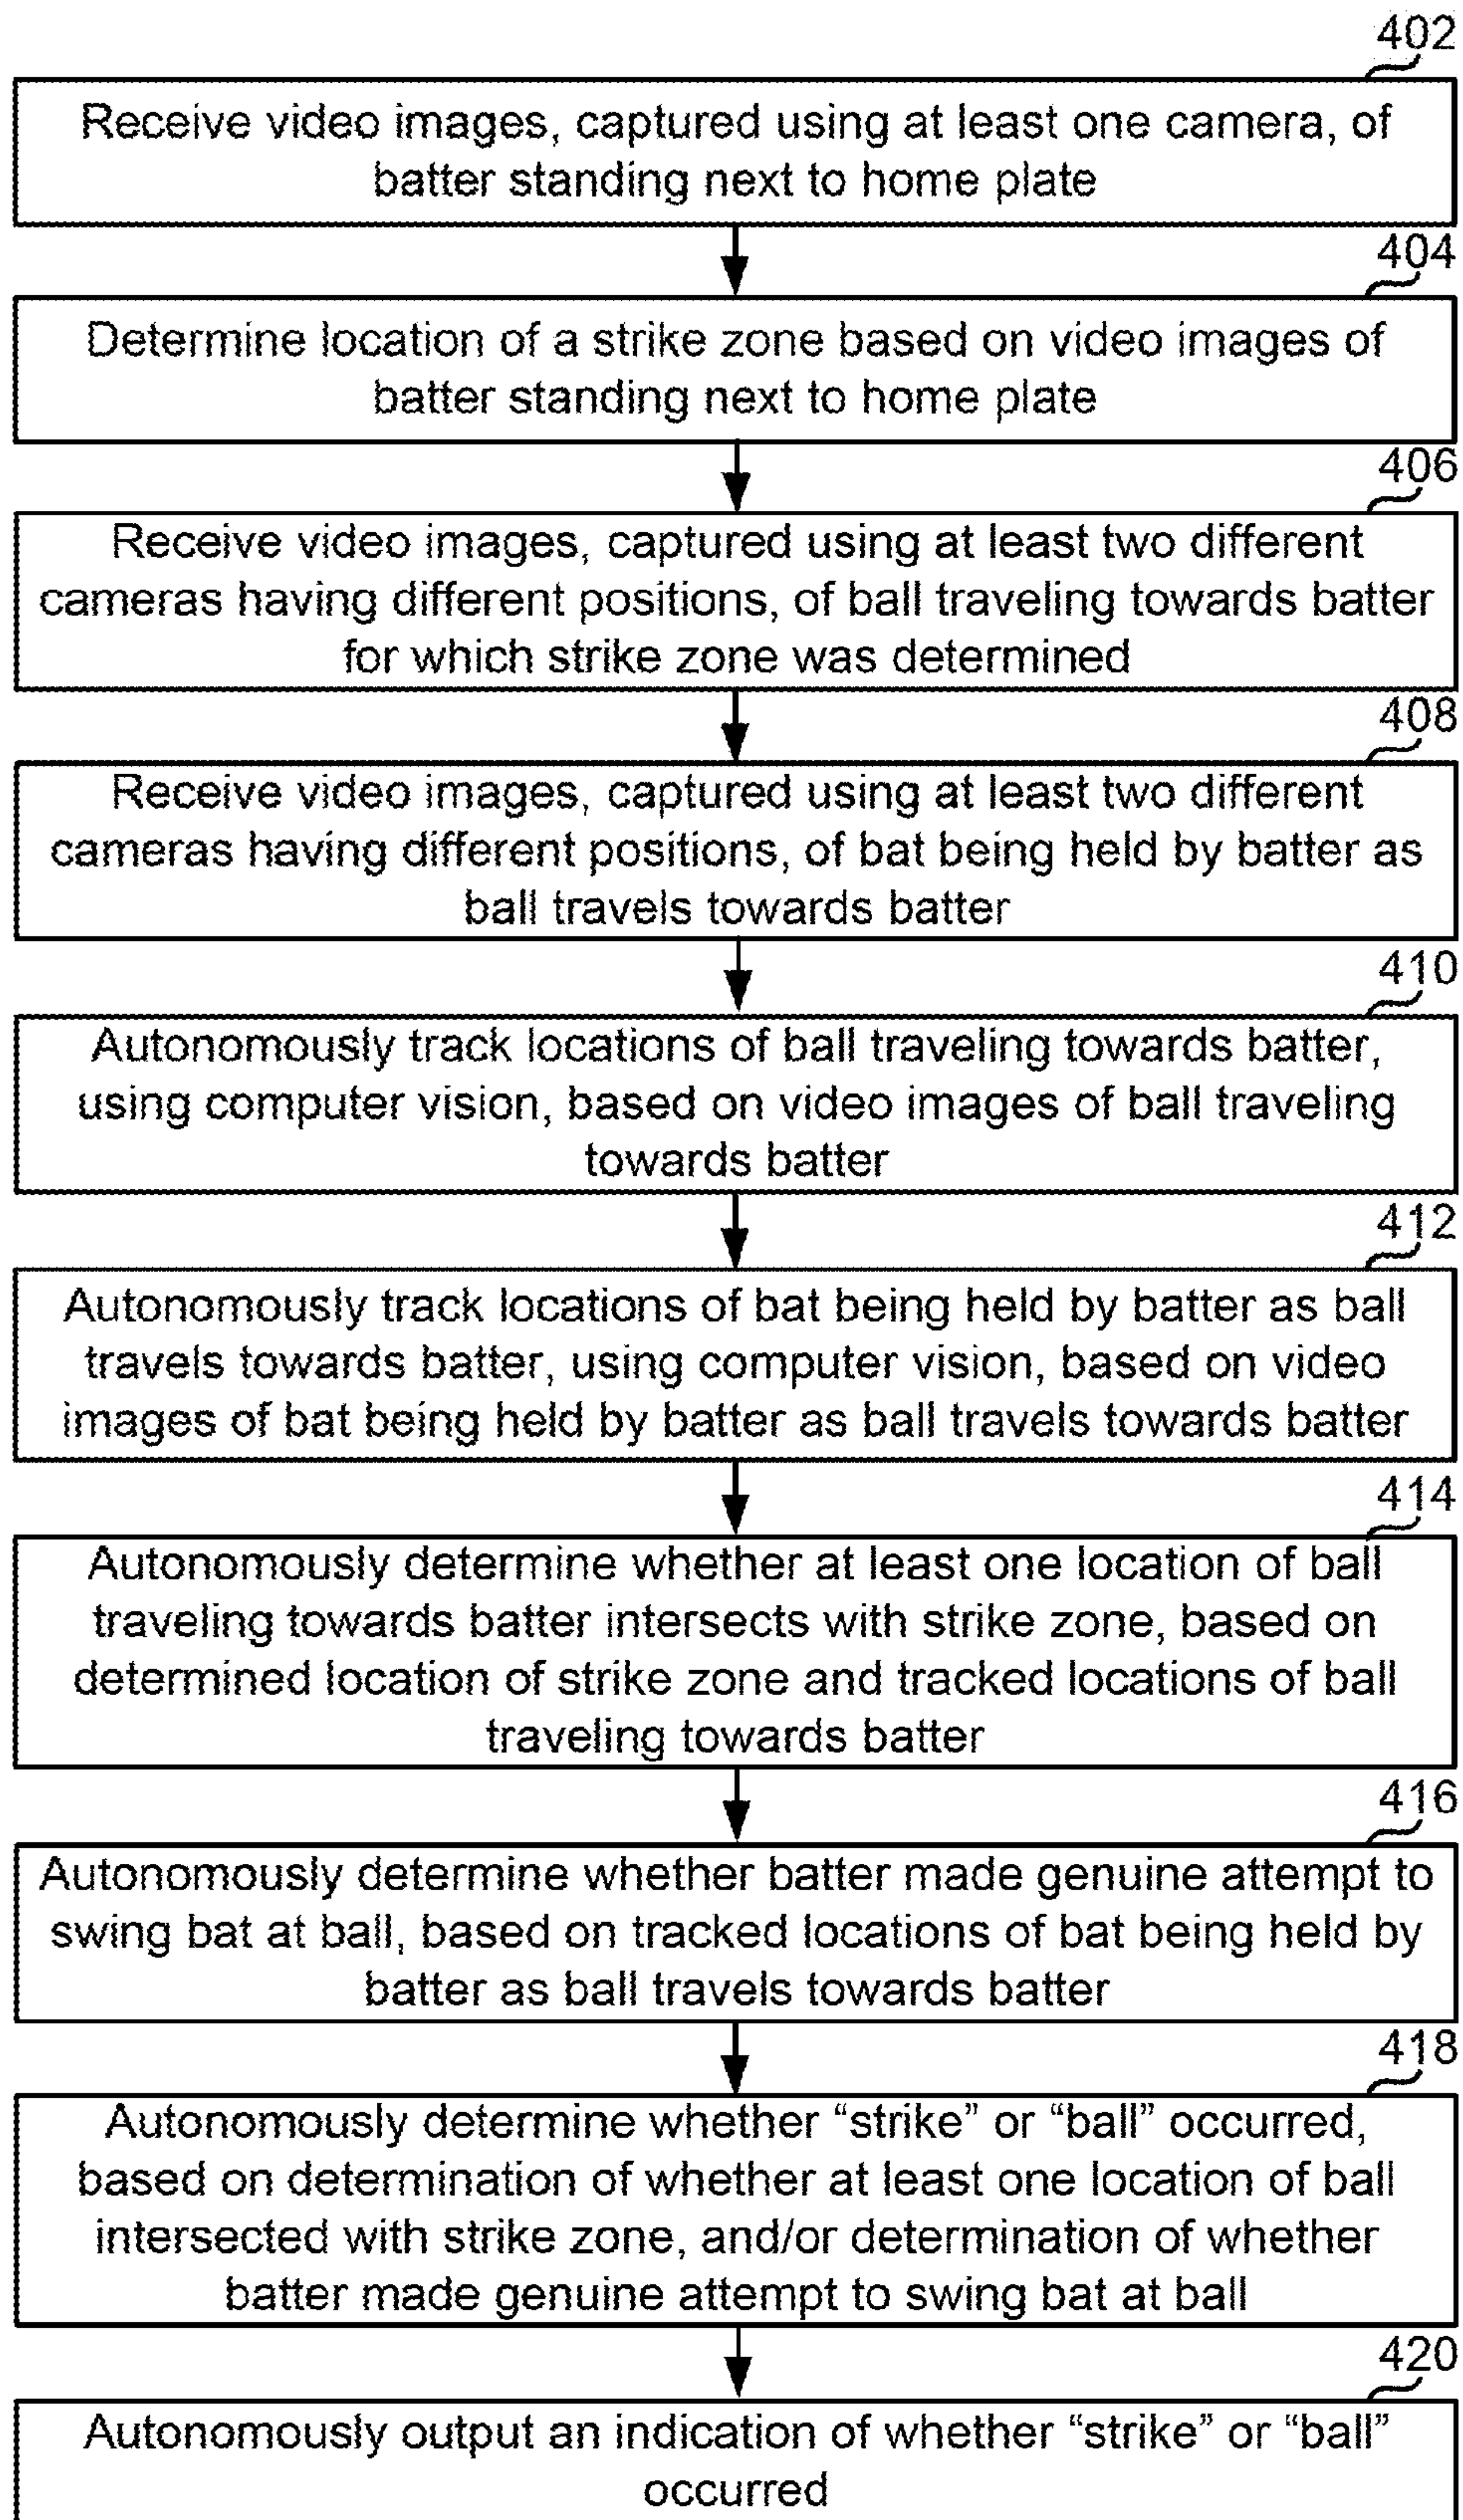 402
Receive video images, captured using at least one camera, of
batter standing next to home plate
404
Determine location of a strike zone based on video images of
batter standing next to home plate
406
Receive video images, captured using at least two different
cameras having different positions, of ball traveling towards batter
for which strike zone was determined
408
Receive video images, captured using at least two different
cameras having different positions, of bat being held by batter as
ball travels towards batter
410
Autonomously track locations of ball traveling towards batter,
using computer vision, based on video images of ball traveling
towards batter
412
Autonomously track locations of bat being held by batter as ball
travels towards batter, using computer vision, based on video
images of bat being held by batter as ball travels towards batter
414
Autonomously determine whether at least one location of ball
traveling towards batter intersects with strike zone, based on
determined location of strike zone and tracked locations of ball
traveling towards batter
416
Autonomously determine whether batter made genuine attempt to
swing bat at ball, based on tracked locations of bat being held by
batter as ball travels towards batter
418
Autonomously determine whether “strike” or “ball” occurred,
based on determination of whether at least one location of ball
intersected with strike zone, and/or determination of whether
batter made genuine attempt to swing bat at ball
420
Autonomously output an indication of whether “strike” or “ball”
occurred